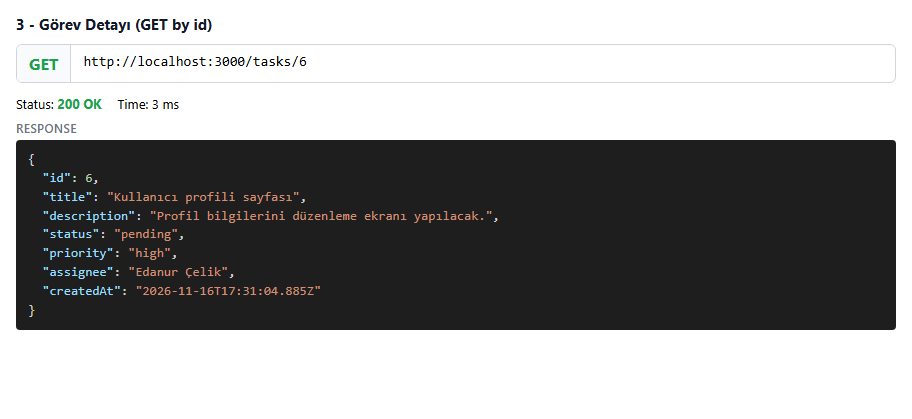 3 - Görev Detayı (GET by id)
GET http://localhost:3000/tasks/6
Status: 200 OK Time: 3 ms
RESPONSE
{
  "id": 6,
  "title": "Kullanıcı profili sayfası",
  "description": "Profil bilgilerini düzenleme ekranı yapılacak.",
  "status": "pending",
  "priority": "high",
  "assignee": "Edanur Çelik",
  "createdAt": "2026-11-16T17:31:04.885Z"
}